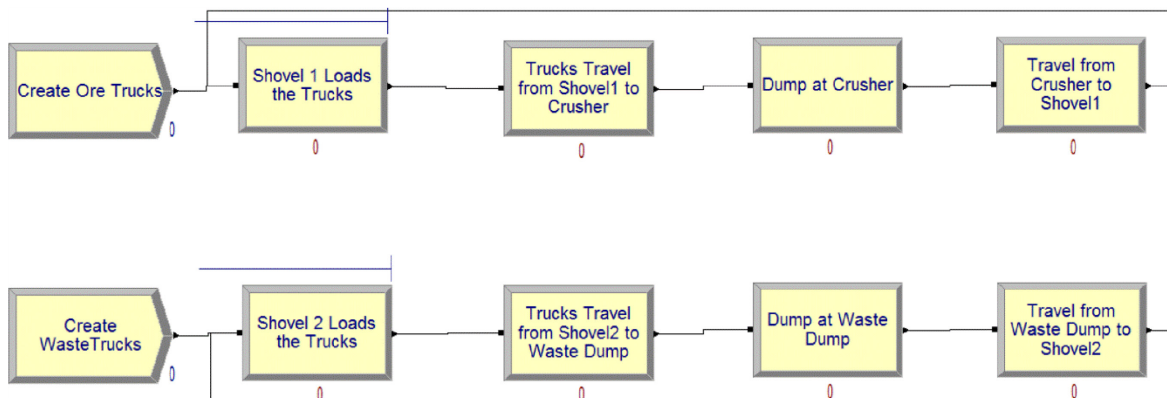 Create Ore Trucks
0
Shovel 1 Loads
the Trucks
0
Trucks Travel
from Shovel1 to
Crusher
0
Dump at Crusher
0
Travel from
Crusher to
Shovel1
0
Create
WasteTrucks
0
Shovel 2 Loads
the Trucks
0
Trucks Travel
from Shovel2 to
Waste Dump
0
Dump at Waste
Dump
0
Travel from
Waste Dump to
Shovel2
0